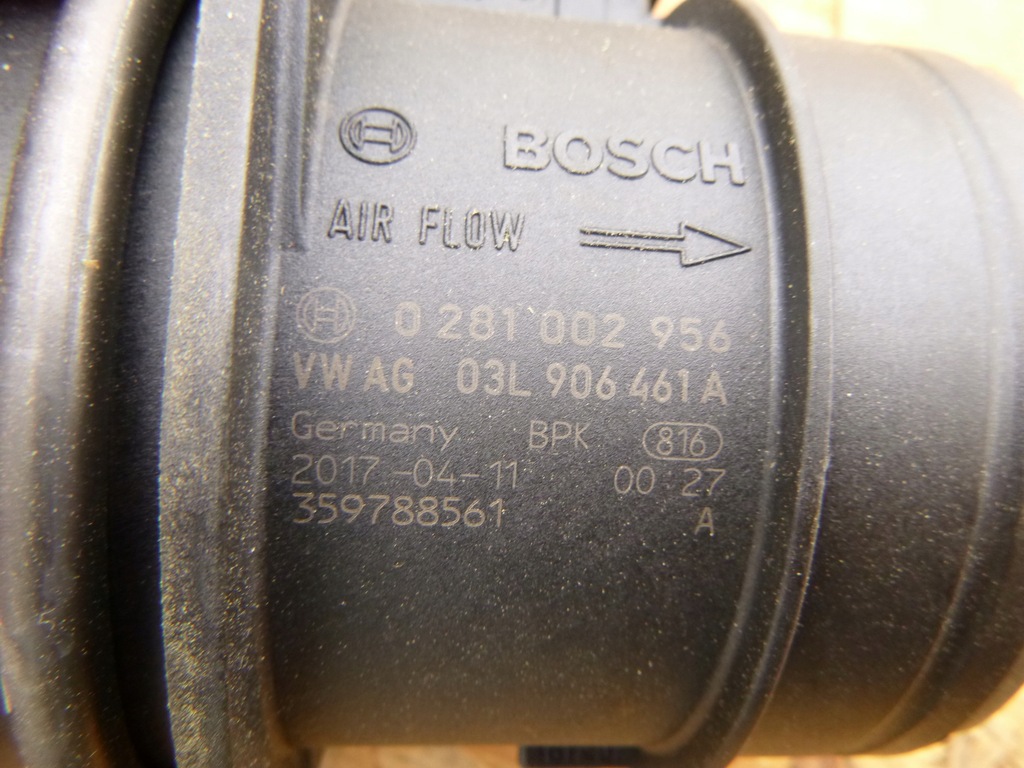 BOSCH
AIR FLOW
0 281 002 956
VW AG 03L 906 461 A
Germany BPK 816
2017-04-11 00 27
359788561 A